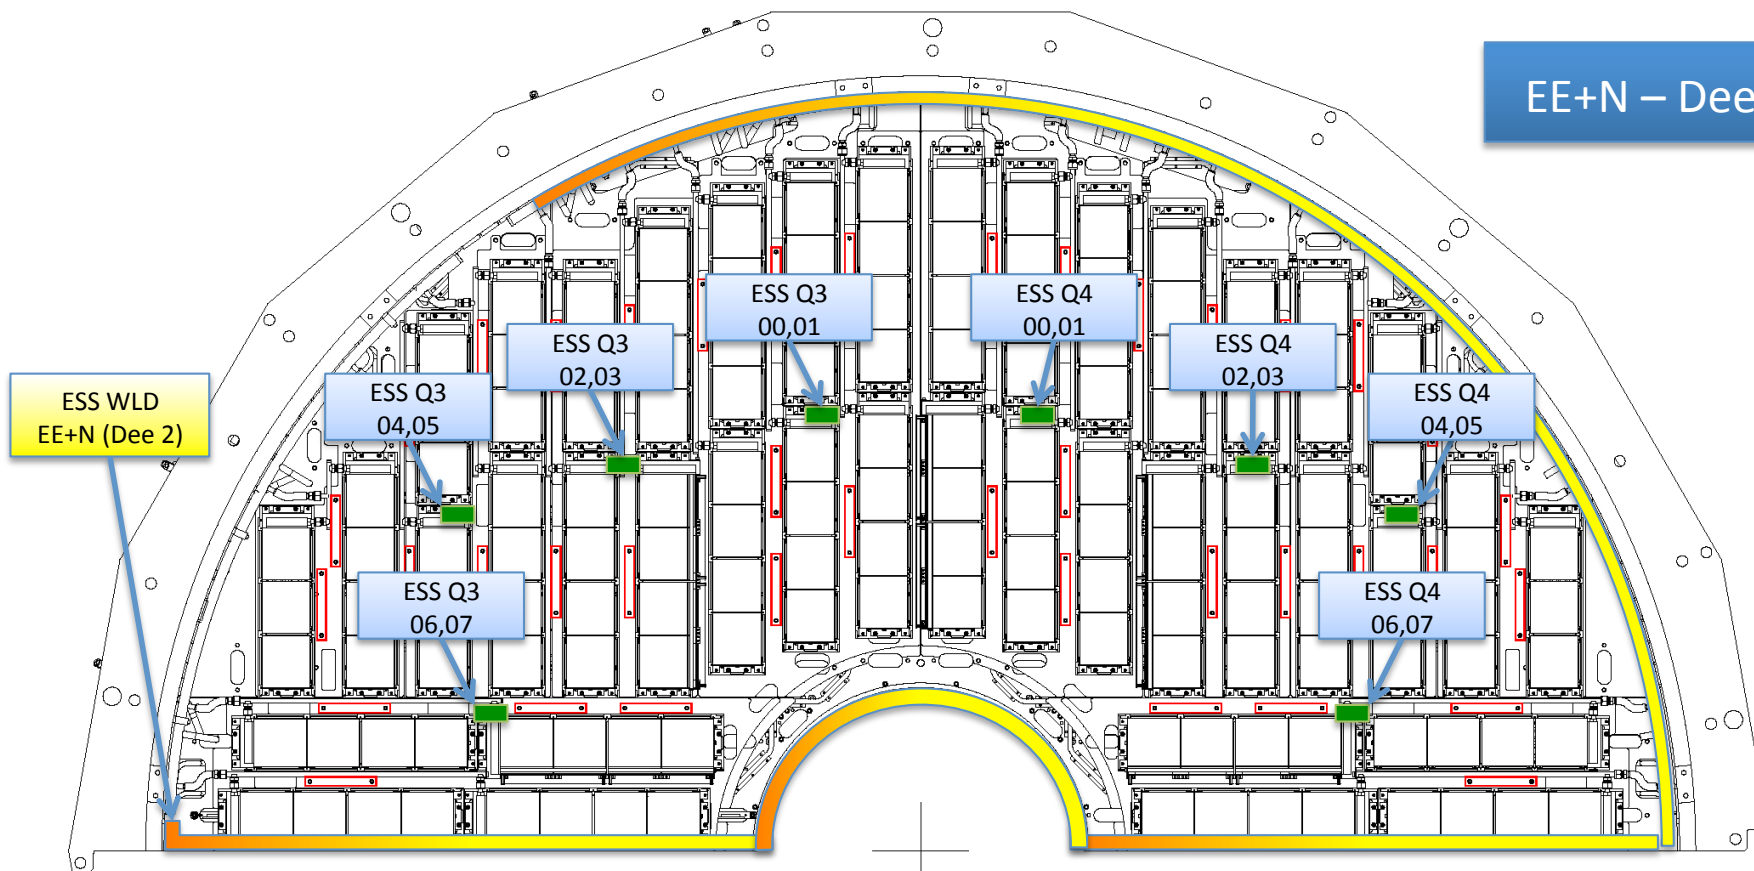 EE+N – Dee
ESS Q3
00,01
ESS Q4
00,01
ESS Q3
02,03
ESS Q4
02,03
ESS WLD
EE+N (Dee 2)
ESS Q3
04,05
ESS Q4
04,05
ESS Q3
06,07
ESS Q4
06,07